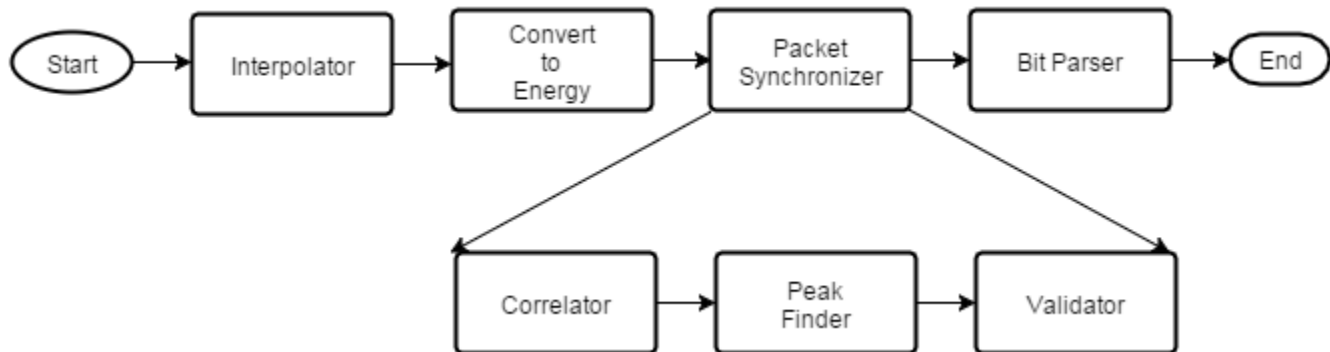 Start
Interpolator
Convert
to
Energy
Packet
Synchronizer
Bit Parser
End
Correlator
Peak
Finder
Validator